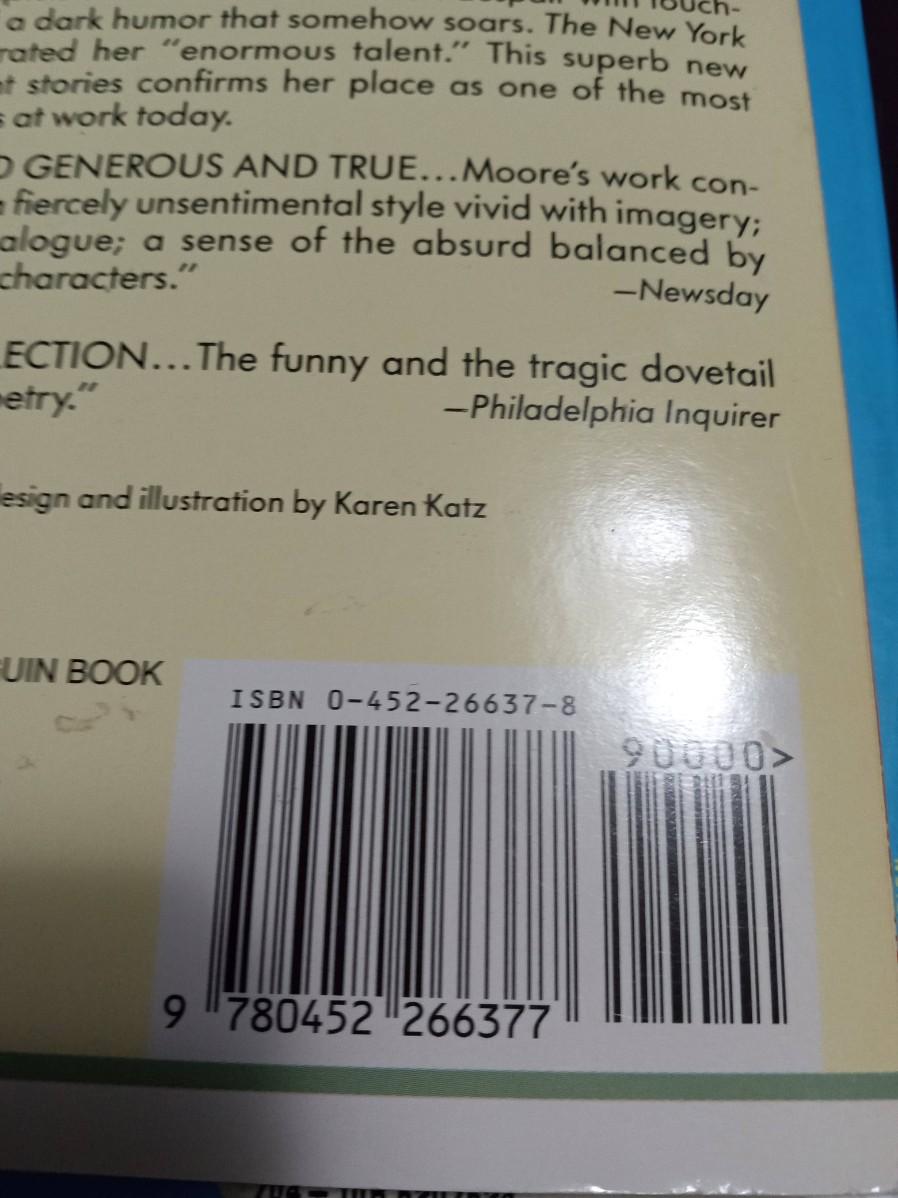 a dark humor that somehow soars. The New York
rated her "enormous talent." This superb new
t stories confirms her place as one of the most
s at work today.
D GENEROUS AND TRUE...Moore's work con-
fiercely unsentimental style vivid with imagery;
alogue; a sense of the absurd balanced by
characters."
—Newsday
LECTION...The funny and the tragic dovetail
etry."
—Philadelphia Inquirer
esign and illustration by Karen Katz
UIN BOOK
ISBN 0-452-26637-8
90000>
9 780452 266377